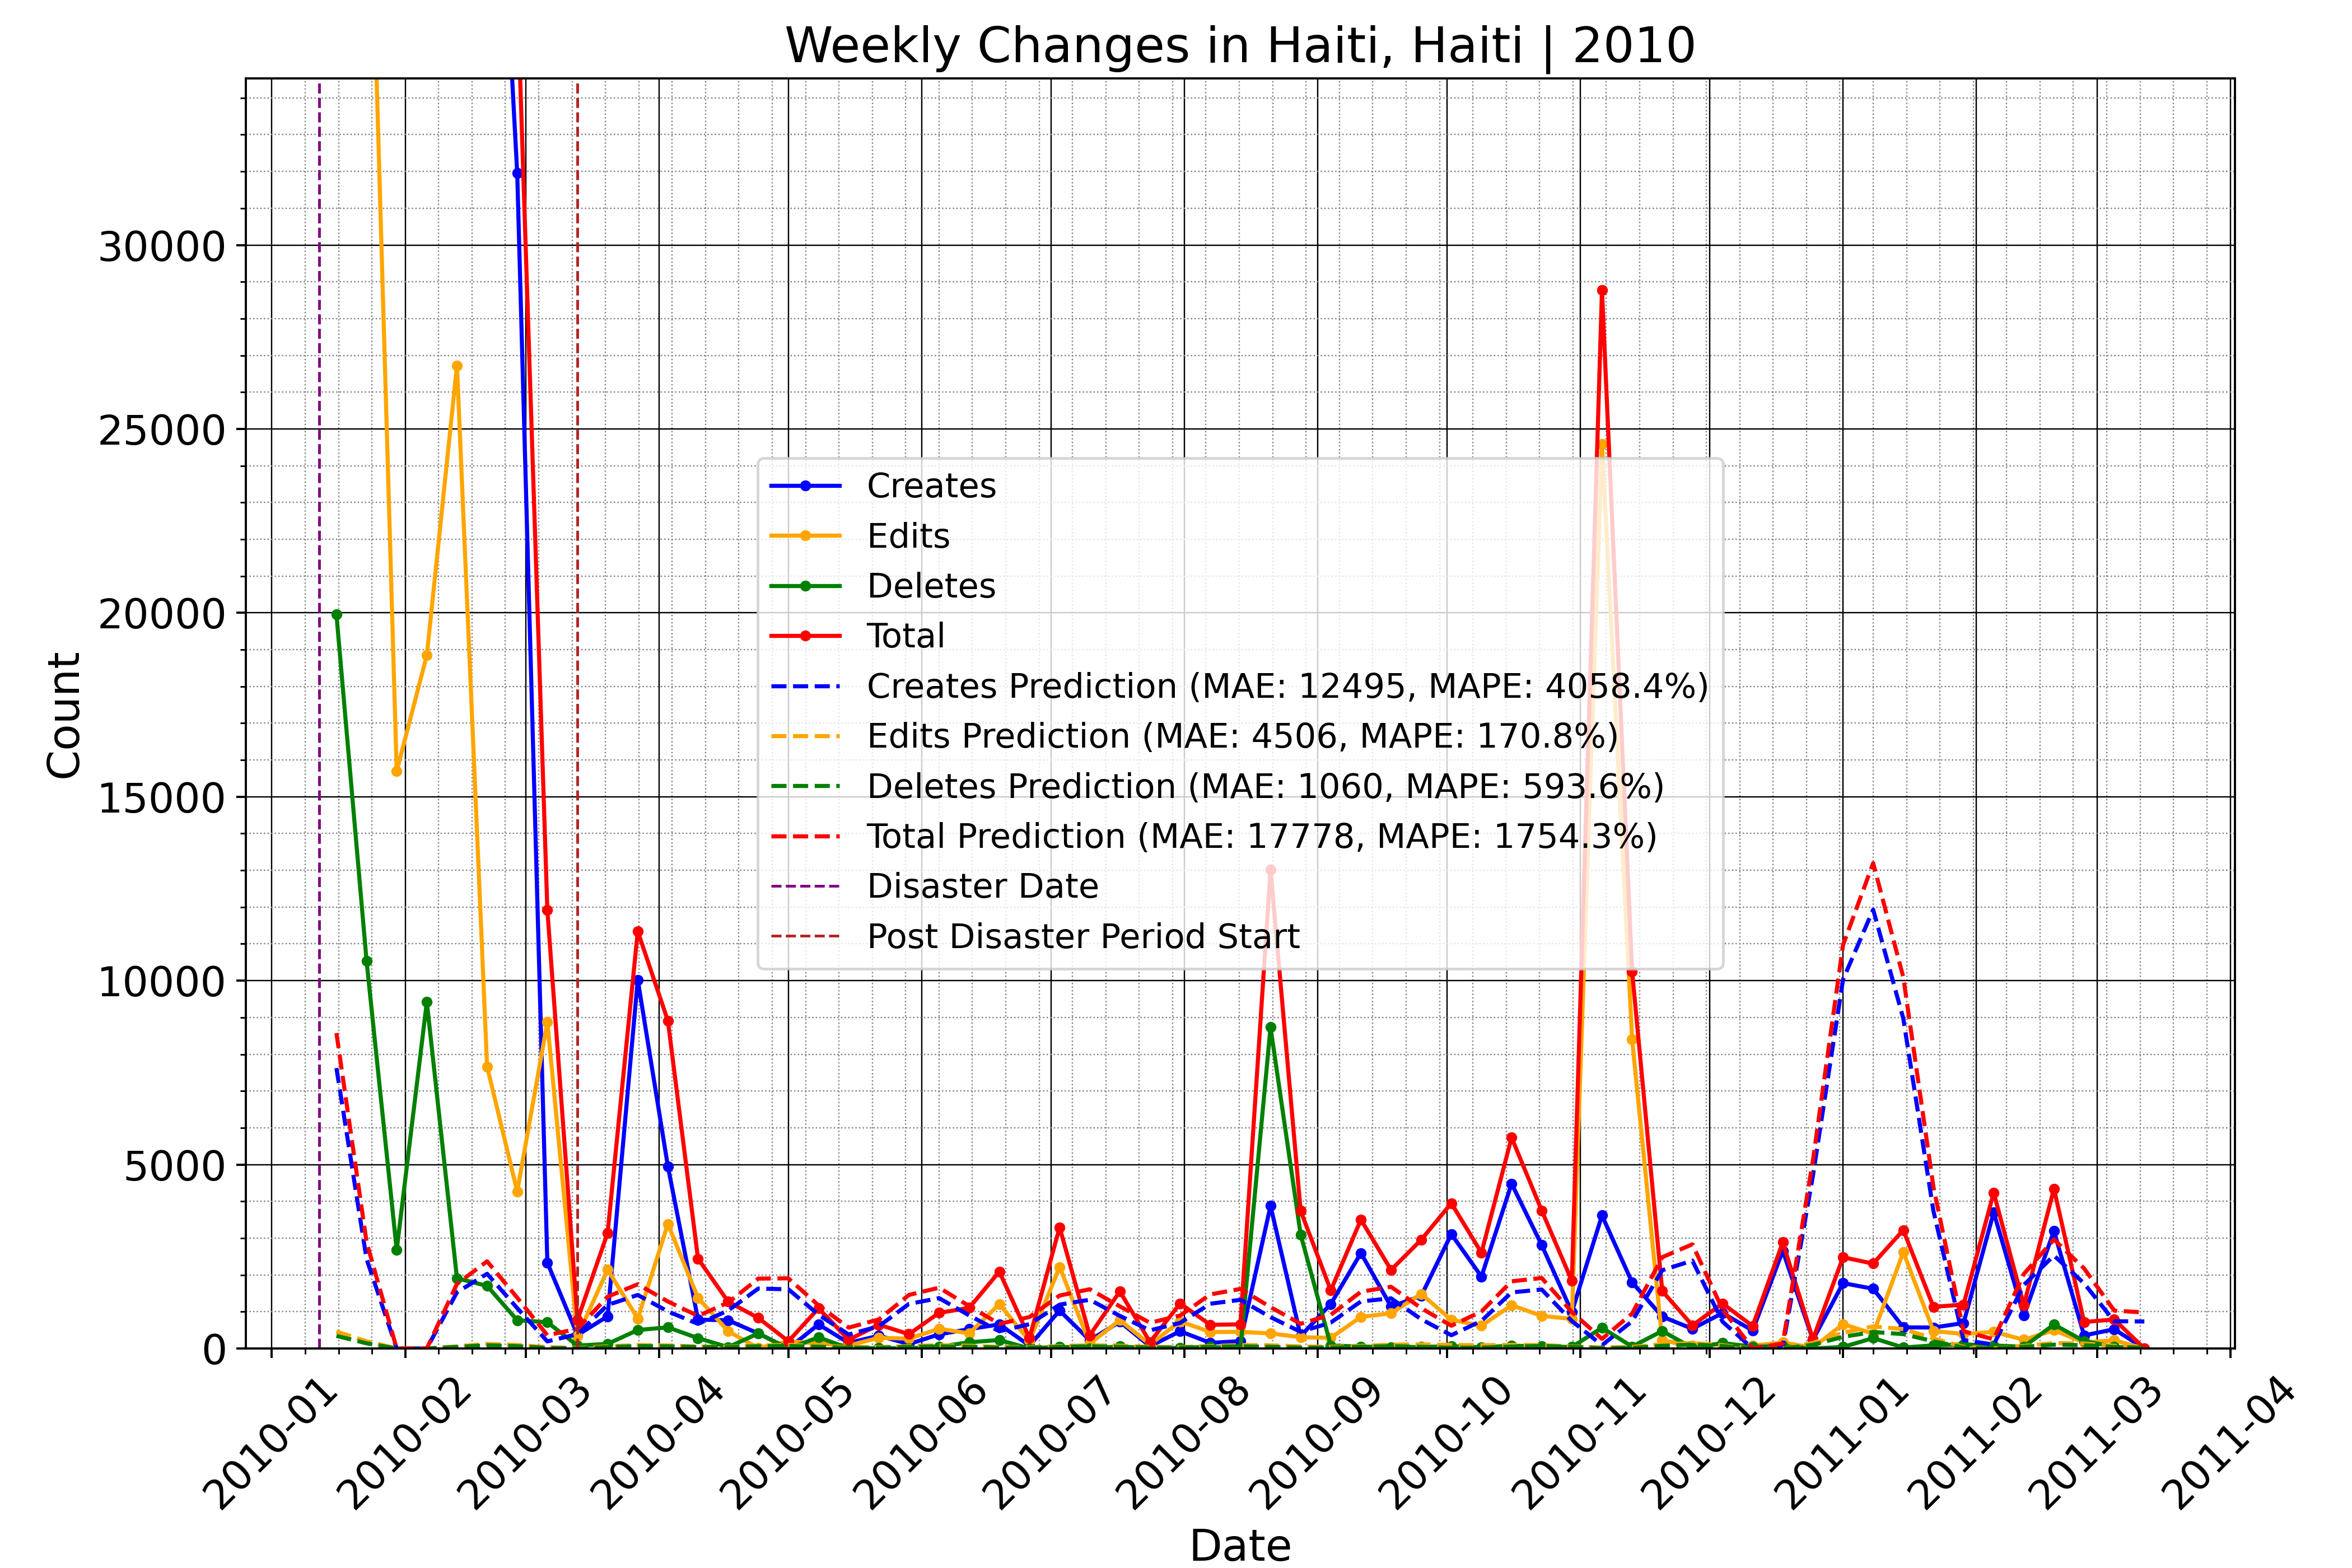 Weekly Changes in Haiti, Haiti | 2010
Count
30000
25000
20000
15000
10000
5000
0
Creates
Edits
Deletes
Total
Creates Prediction (MAE: 12495, MAPE: 4058.4%)
Edits Prediction (MAE: 4506, MAPE: 170.8%)
Deletes Prediction (MAE: 1060, MAPE: 593.6%)
Total Prediction (MAE: 17778, MAPE: 1754.3%)
Disaster Date
Post Disaster Period Start
2010-01
2010-02
2010-03
2010-04
2010-05
2010-06
2010-07
2010-08
2010-09
2010-10
2010-11
2010-12
2011-01
2011-02
2011-03
2011-04
Date